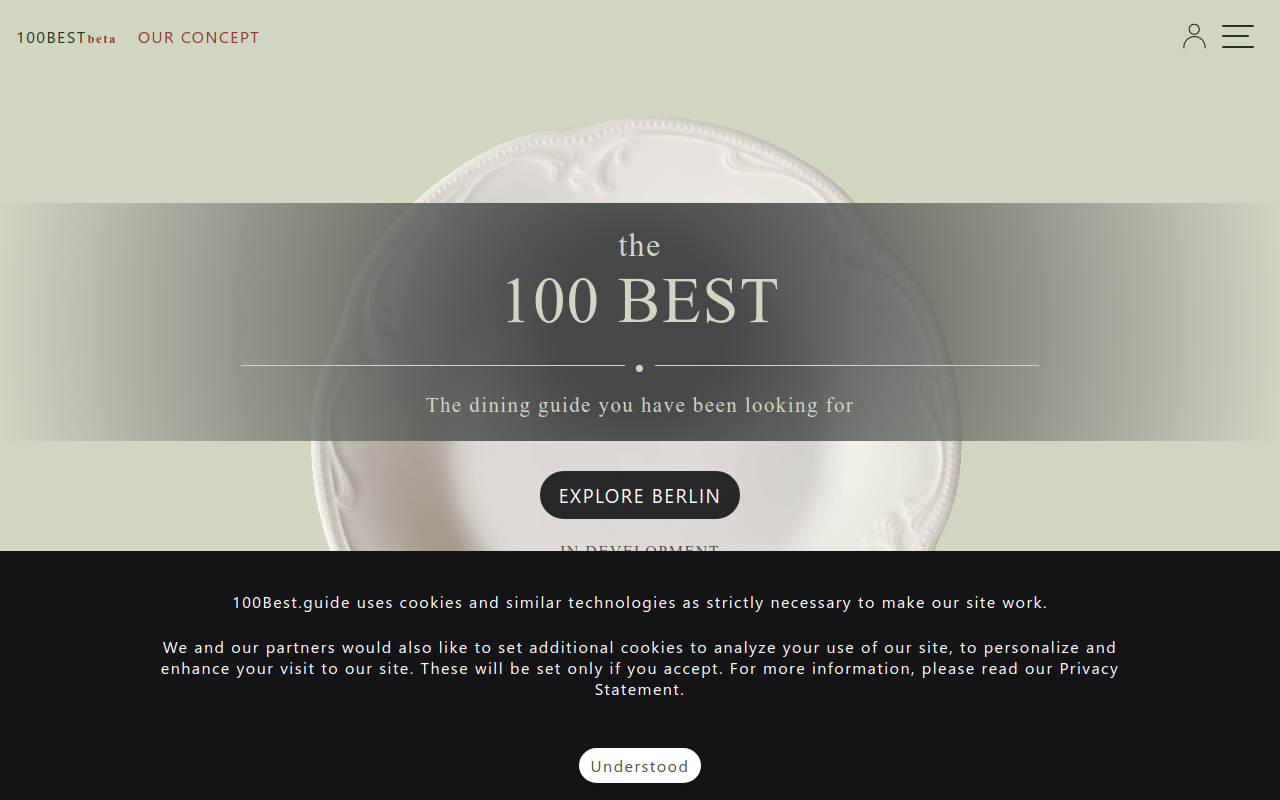 100BESTbeta OUR CONCEPT
the
100 BEST
The dining guide you have been looking for
EXPLORE BERLIN
IN DEVELOPMENT
100Best.guide uses cookies and similar technologies as strictly necessary to make our site work.
We and our partners would also like to set additional cookies to analyze your use of our site, to personalize and
enhance your visit to our site. These will be set only if you accept. For more information, please read our Privacy
Statement.
Understood